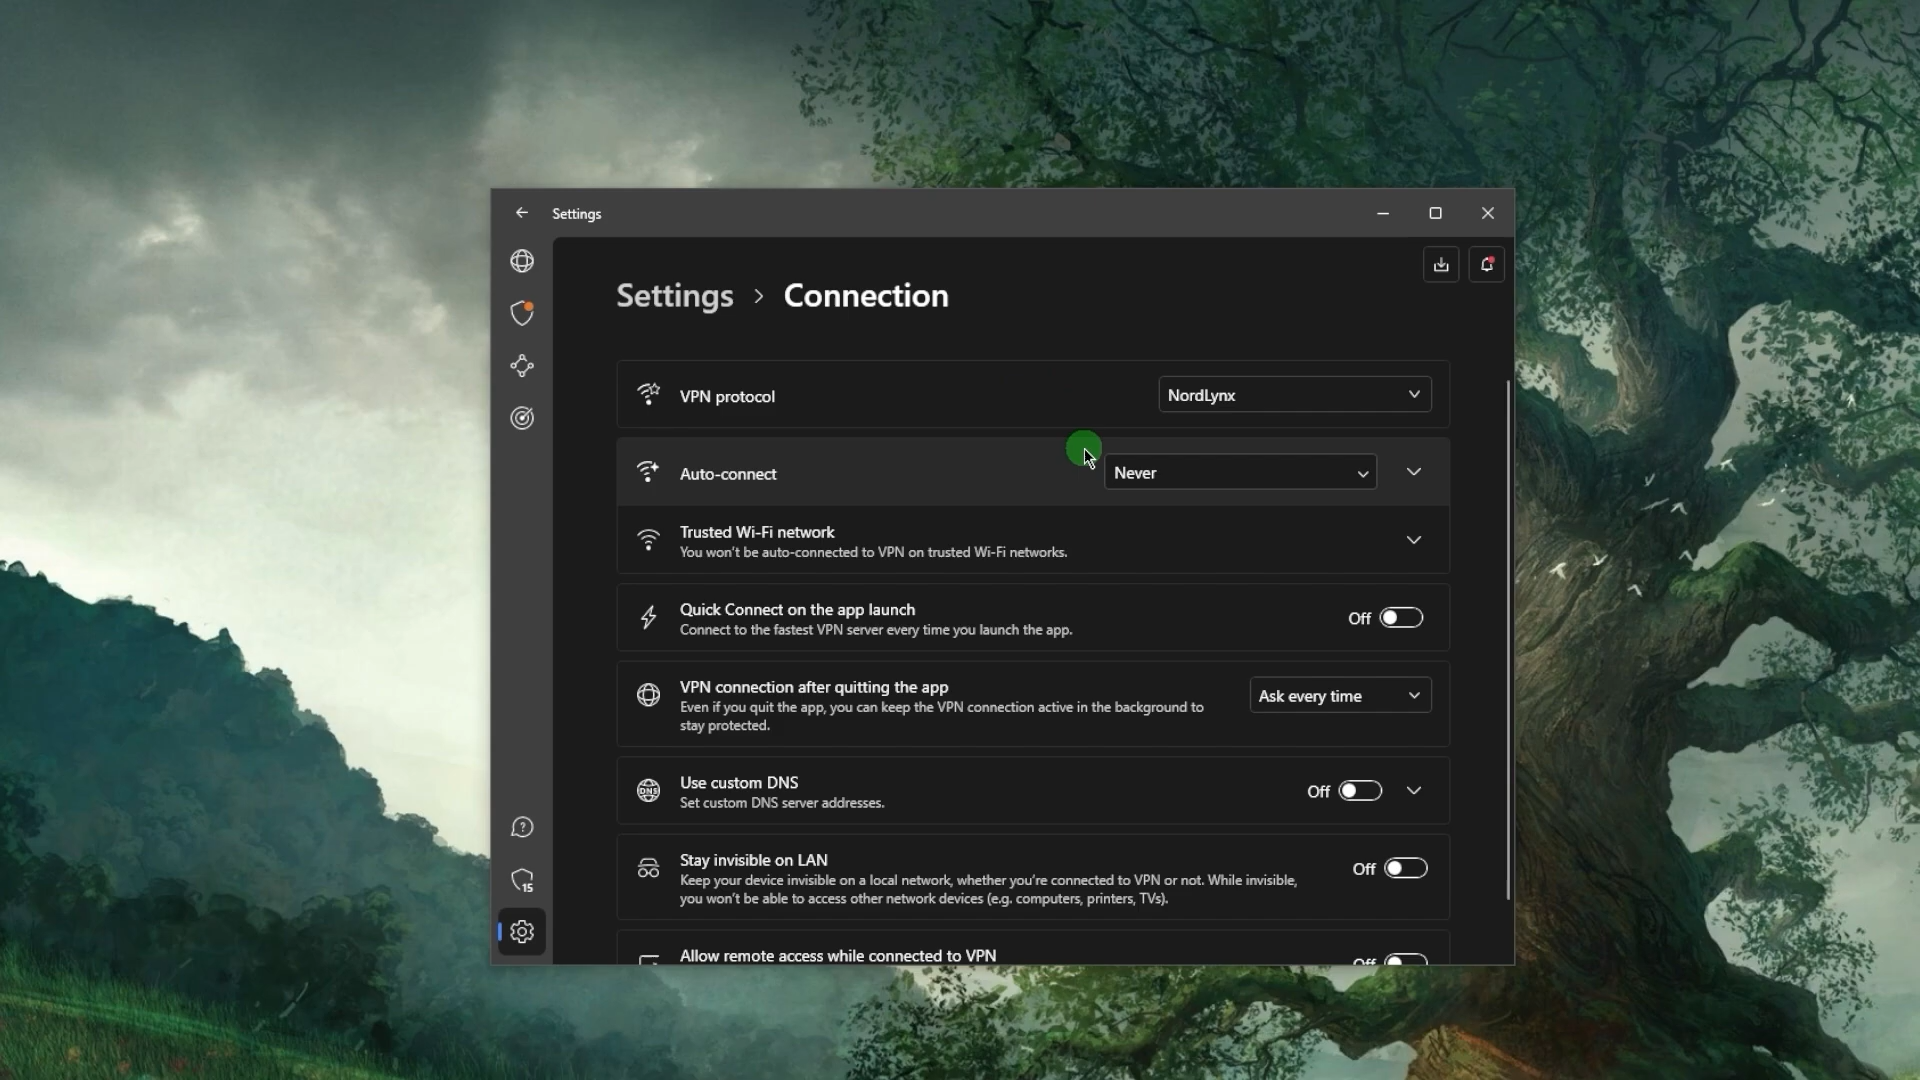 Settings
Settings > Connection
VPN protocol
NordLynx
Auto-connect
Never
Trusted Wi-Fi network
You won't be auto-connected to VPN on trusted Wi-Fi networks.
Quick Connect on the app launch
Connect to the fastest VPN server every time you launch the app.
Off
VPN connection after quitting the app
Even if you quit the app, you can keep the VPN connection active in the background to
stay protected.
Ask every time
Use custom DNS
Set custom DNS server addresses.
Off
DNS
Stay invisible on LAN
Keep your device invisible on a local network, whether you're connected to VPN or not. While invisible,
you won't be able to access other network devices (e.g. computers, printers, TVs).
Off
15
Allow remote access while connected to VPN
Off